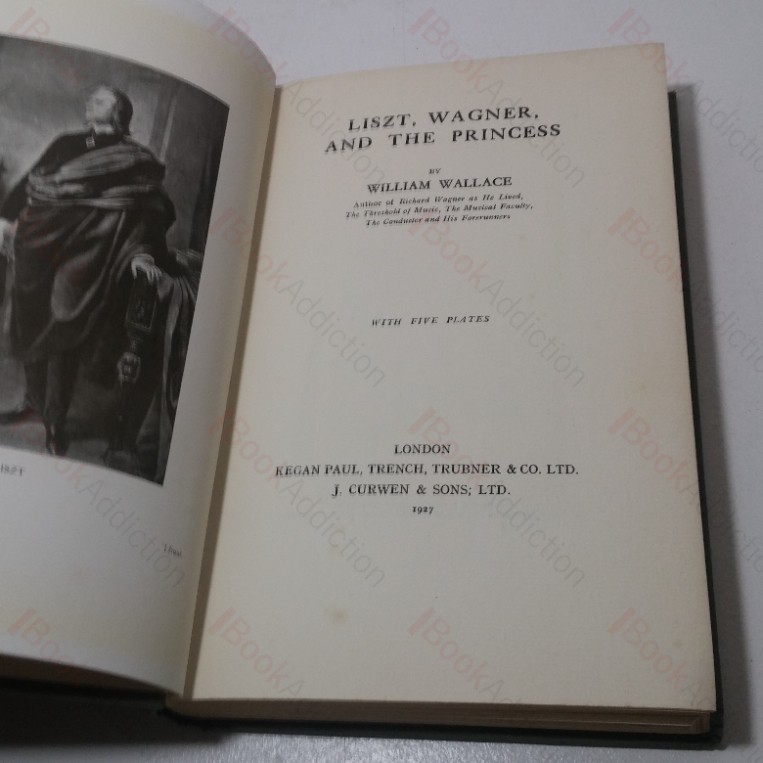 LISZT, WAGNER,
AND THE PRINCESS
BY
WILLIAM WALLACE
Author of Richard Wagner as He Lived,
The Threshold of Music, The Musical Faculty,
The Conductor and His Forerunners
WITH FIVE PLATES
LONDON
KEGAN PAUL, TRENCH, TRUBNER & CO. LTD.
J. CURWEN & SONS; LTD.
1927
BookAddiction